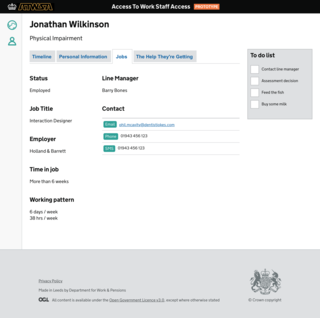 ATWSTA
Access To Work Staff Access PROTOTYPE
Jonathan Wilkinson
Physical Impairment
Timeline Personal Information Jobs The Help They're Getting
To do list
Contact line manager
Assessment decision
Feed the fish
Buy some milk
Status
Employed
Line Manager
Barry Bones
Job Title
Interaction Designer
Contact
Email
Phone 01943 456 123
01943 456 123
Employer
Holland & Barrett
Time in job
More than 6 weeks
Working pattern
6 days / week
38 hrs / week
Privacy Policy
Made in Leeds by Department for Work & Pensions
OGL All content is available under the Open Government Licence v3.0, except where otherwise stated
© Crown copyright